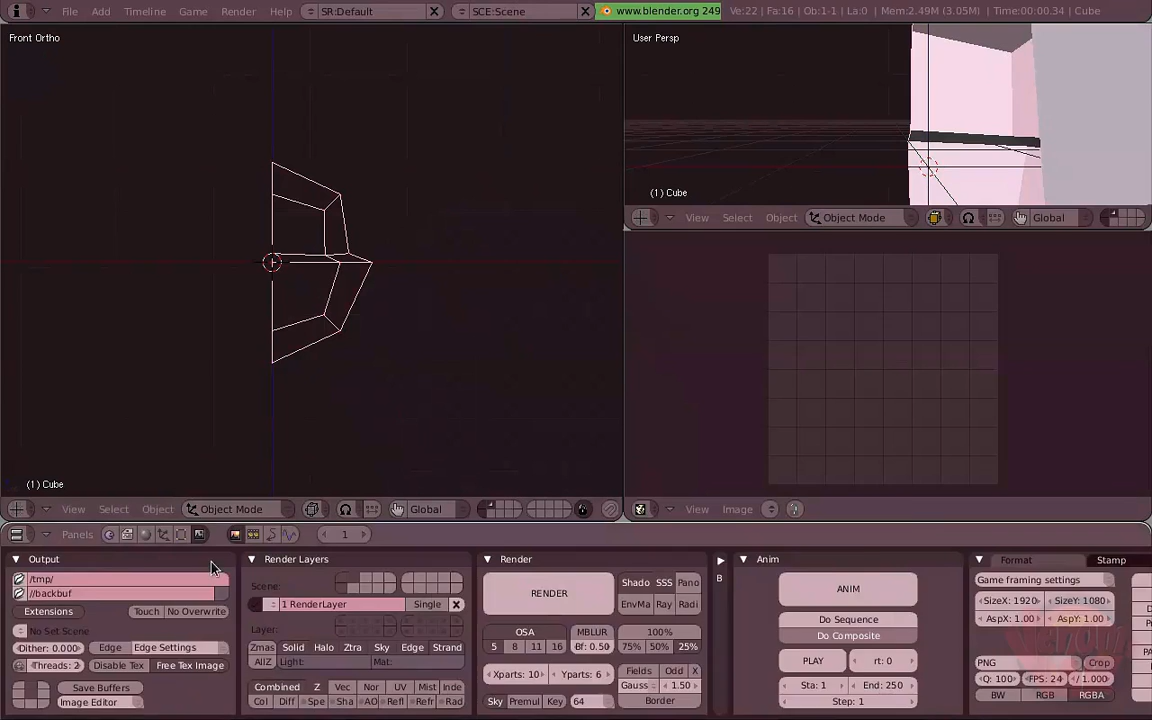 File Add Timeline Game Render Help SR:Default SCE:Scene www.blender.org 249 Ve:22 | Fa:16 | Ob:1-1 | La:0 | Mem:2.49M (3.05M) | Time:00:00.34 | Cube
Front Ortho
User Persp
(1) Cube
View Select Object Object Mode Global
(1) Cube
View Select Object Object Mode Global
View Image
Panels 1
Output
/tmp/
//backbuf
Extensions Touch No Overwrite
No Set Scene
Dither: 0.000 Edge Edge Settings
Threads: 2 Disable Tex Free Tex Image
Save Buffers
Image Editor
Render Layers
Scene:
1 RenderLayer Single
Layer:
Zmas Solid Halo Ztra Sky Edge Strand
AllZ Light: Mat:
Combined Z Vec Nor UV Mist Inde
Col Diff Spe Sha AO Refl Refr Rad
Render
RENDER
Shado SSS Pano
EnvMa Ray Radi
OSA MBLUR 100%
5 8 11 16 Bf: 0.50 75% 50% 25%
Xparts: 10 Yparts: 6 Fields Odd X
Gauss 1.50
Sky Premul Key 64 Border
B
Anim
ANIM
Do Sequence
Do Composite
PLAY rt: 0
Sta: 1 End: 250
Step: 1
Format Stamp
Game framing settings
SizeX: 1920 SizeY: 1080
AspX: 1.00 AspY: 1.00
PNG Crop
Q: 100 FPS: 24 /: 1.000
BW RGB RGBA